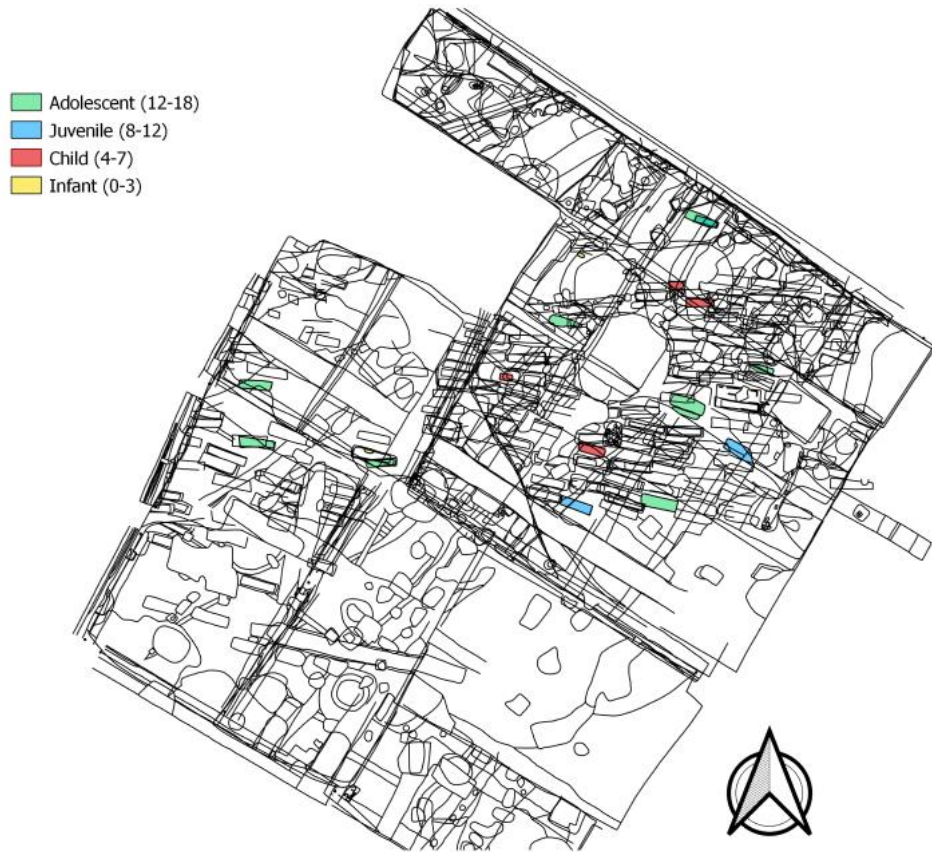 Adolescent (12-18)
Juvenile (8-12)
Child (4-7)
Infant (0-3)